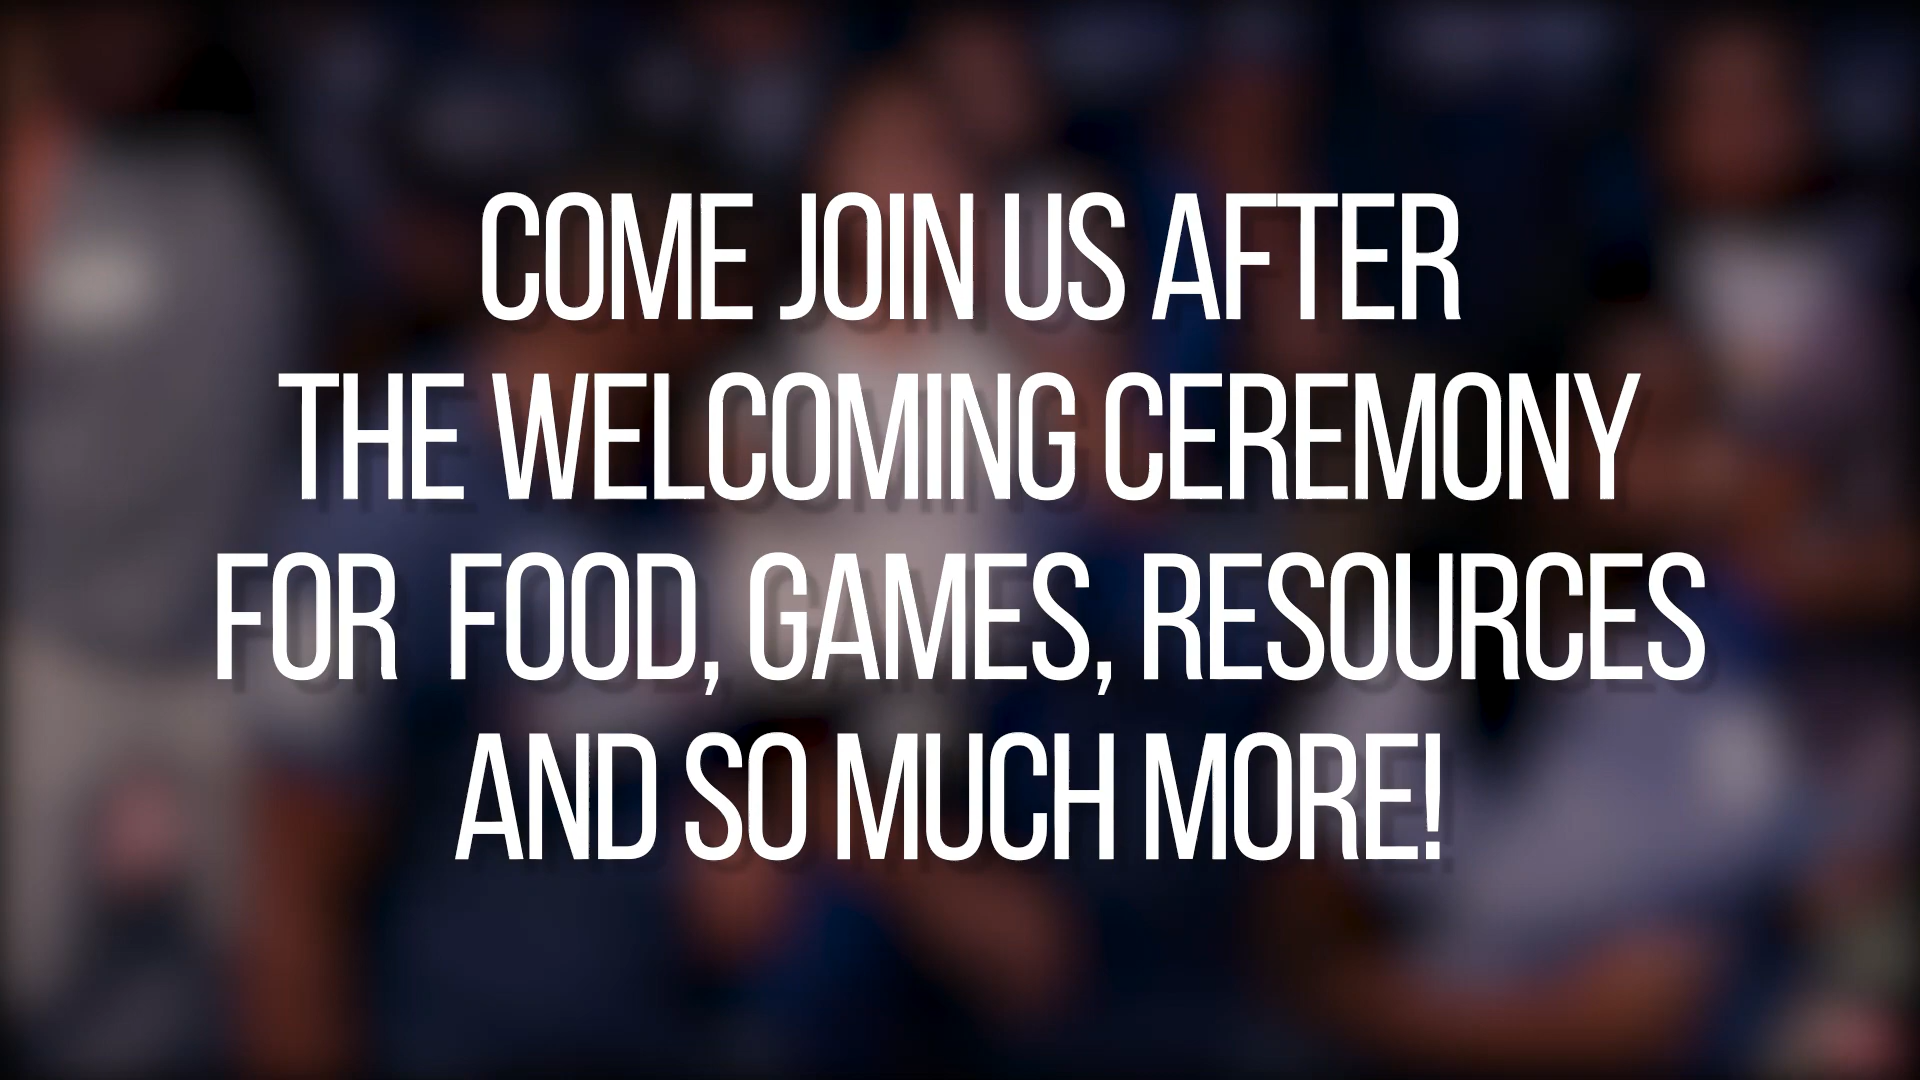 COME JOIN US AFTER
THE WELCOMING CEREMONY
FOR FOOD, GAMES, RESOURCES
AND SO MUCH MORE!